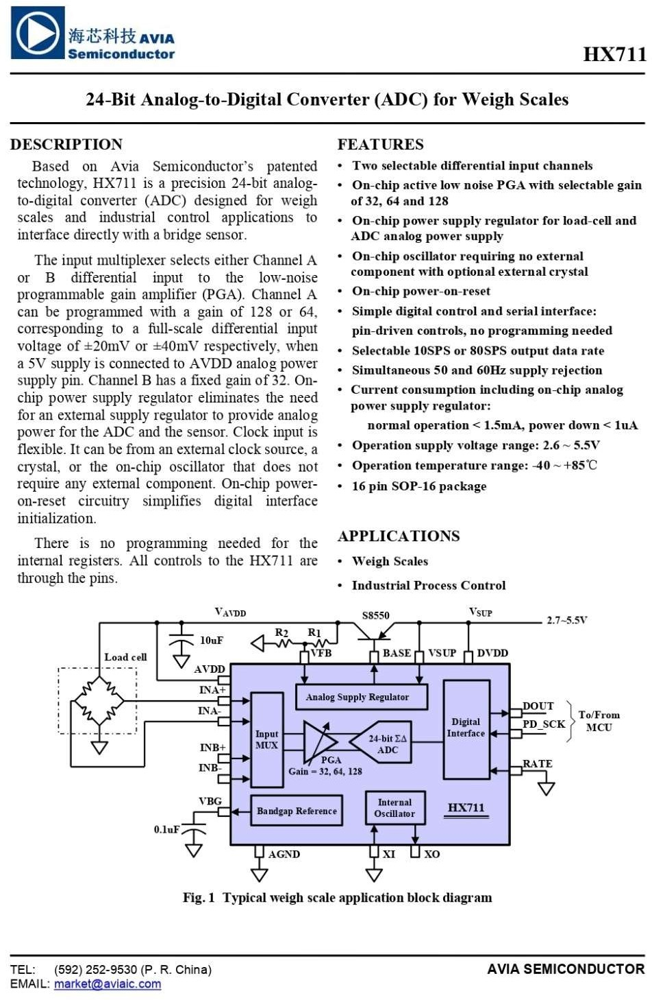 海芯科技 AVIA
Semiconductor
HX711
24-Bit Analog-to-Digital Converter (ADC) for Weigh Scales
DESCRIPTION
Based on Avia Semiconductor’s patented
technology, HX711 is a precision 24-bit analog-
to-digital converter (ADC) designed for weigh
scales and industrial control applications to
interface directly with a bridge sensor.
The input multiplexer selects either Channel A
or B differential input to the low-noise
programmable gain amplifier (PGA). Channel A
can be programmed with a gain of 128 or 64,
corresponding to a full-scale differential input
voltage of ±20mV or ±40mV respectively, when
a 5V supply is connected to AVDD analog power
supply pin. Channel B has a fixed gain of 32. On-
chip power supply regulator eliminates the need
for an external supply regulator to provide analog
power for the ADC and the sensor. Clock input is
flexible. It can be from an external clock source, a
crystal, or the on-chip oscillator that does not
require any external component. On-chip power-
on-reset circuitry simplifies digital interface
initialization.
There is no programming needed for the
internal registers. All controls to the HX711 are
through the pins.
FEATURES
• Two selectable differential input channels
• On-chip active low noise PGA with selectable gain
of 32, 64 and 128
• On-chip power supply regulator for load-cell and
ADC analog power supply
• On-chip oscillator requiring no external
component with optional external crystal
• On-chip power-on-reset
• Simple digital control and serial interface:
pin-driven controls, no programming needed
• Selectable 10SPS or 80SPS output data rate
• Simultaneous 50 and 60Hz supply rejection
• Current consumption including on-chip analog
power supply regulator:
normal operation < 1.5mA, power down < 1uA
• Operation supply voltage range: 2.6 ~ 5.5V
• Operation temperature range: -40 ~ +85℃
• 16 pin SOP-16 package
APPLICATIONS
• Weigh Scales
• Industrial Process Control
VAVDD
S8550
VSUP
2.7~5.5V
10uF
R2
R1
VFB
BASE
VSUP
DVDD
Load cell
AVDD
INA+
INA-
INB+
INB-
VBG
0.1uF
Analog Supply Regulator
Input
MUX
PGA
Gain = 32, 64, 128
24-bit ΣΔ
ADC
Digital
Interface
DOUT
PD_SCK
To/From
MCU
RATE
Bandgap Reference
Internal
Oscillator
HX711
AGND
XI
XO
Fig. 1 Typical weigh scale application block diagram
TEL: (592) 252-9530 (P. R. China)
EMAIL: market@aviaic.com
AVIA SEMICONDUCTOR